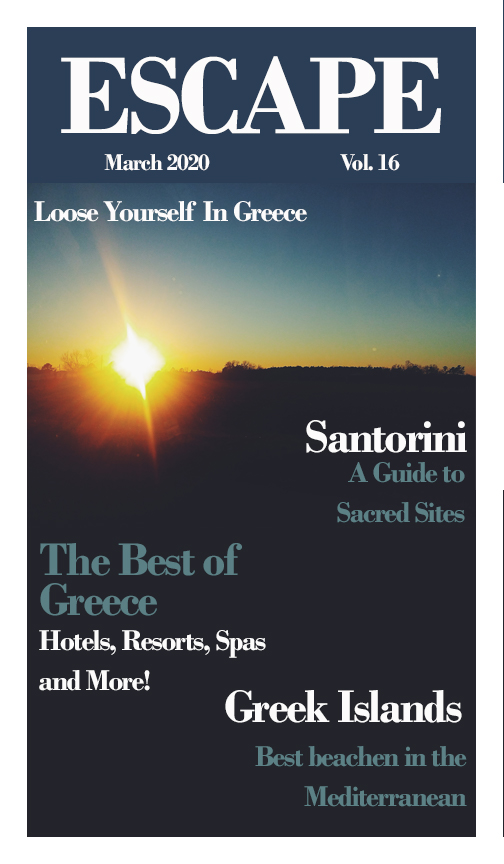 ESCAPE
March 2020 Vol. 16
Loose Yourself In Greece
Santorini
A Guide to
Sacred Sites
The Best of
Greece
Hotels, Resorts, Spas
and More!
Greek Islands
Best beachen in the
Mediterranean